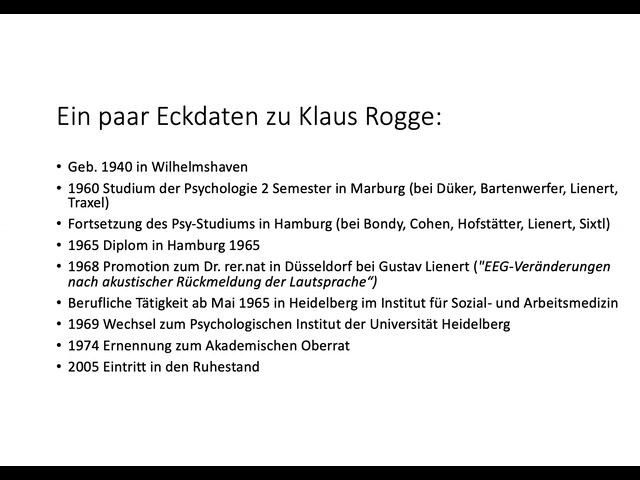 Ein paar Eckdaten zu Klaus Rogge:
• Geb. 1940 in Wilhelmshaven
• 1960 Studium der Psychologie 2 Semester in Marburg (bei Düker, Bartenwerfer, Lienert,
Traxel)
• Fortsetzung des Psy-Studiums in Hamburg (bei Bondy, Cohen, Hofstätter, Lienert, Sixtl)
• 1965 Diplom in Hamburg 1965
• 1968 Promotion zum Dr. rer.nat in Düsseldorf bei Gustav Lienert ("EEG-Veränderungen
nach akustischer Rückmeldung der Lautsprache“)
• Berufliche Tätigkeit ab Mai 1965 in Heidelberg im Institut für Sozial- und Arbeitsmedizin
• 1969 Wechsel zum Psychologischen Institut der Universität Heidelberg
• 1974 Ernennung zum Akademischen Oberrat
• 2005 Eintritt in den Ruhestand